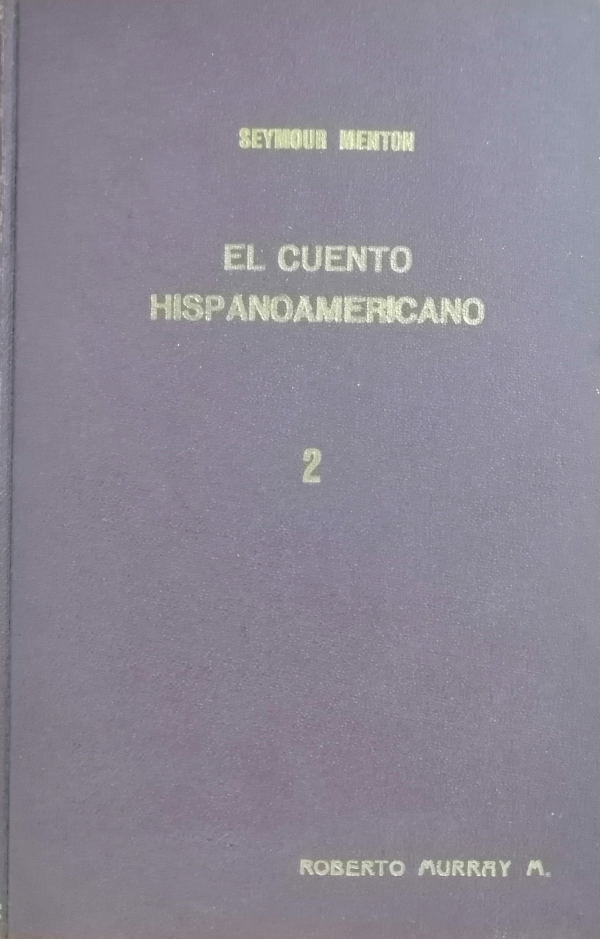 SEYMOUR MENTON
EL CUENTO
HISPANOAMERICANO
2
ROBERTO MURRAY M.